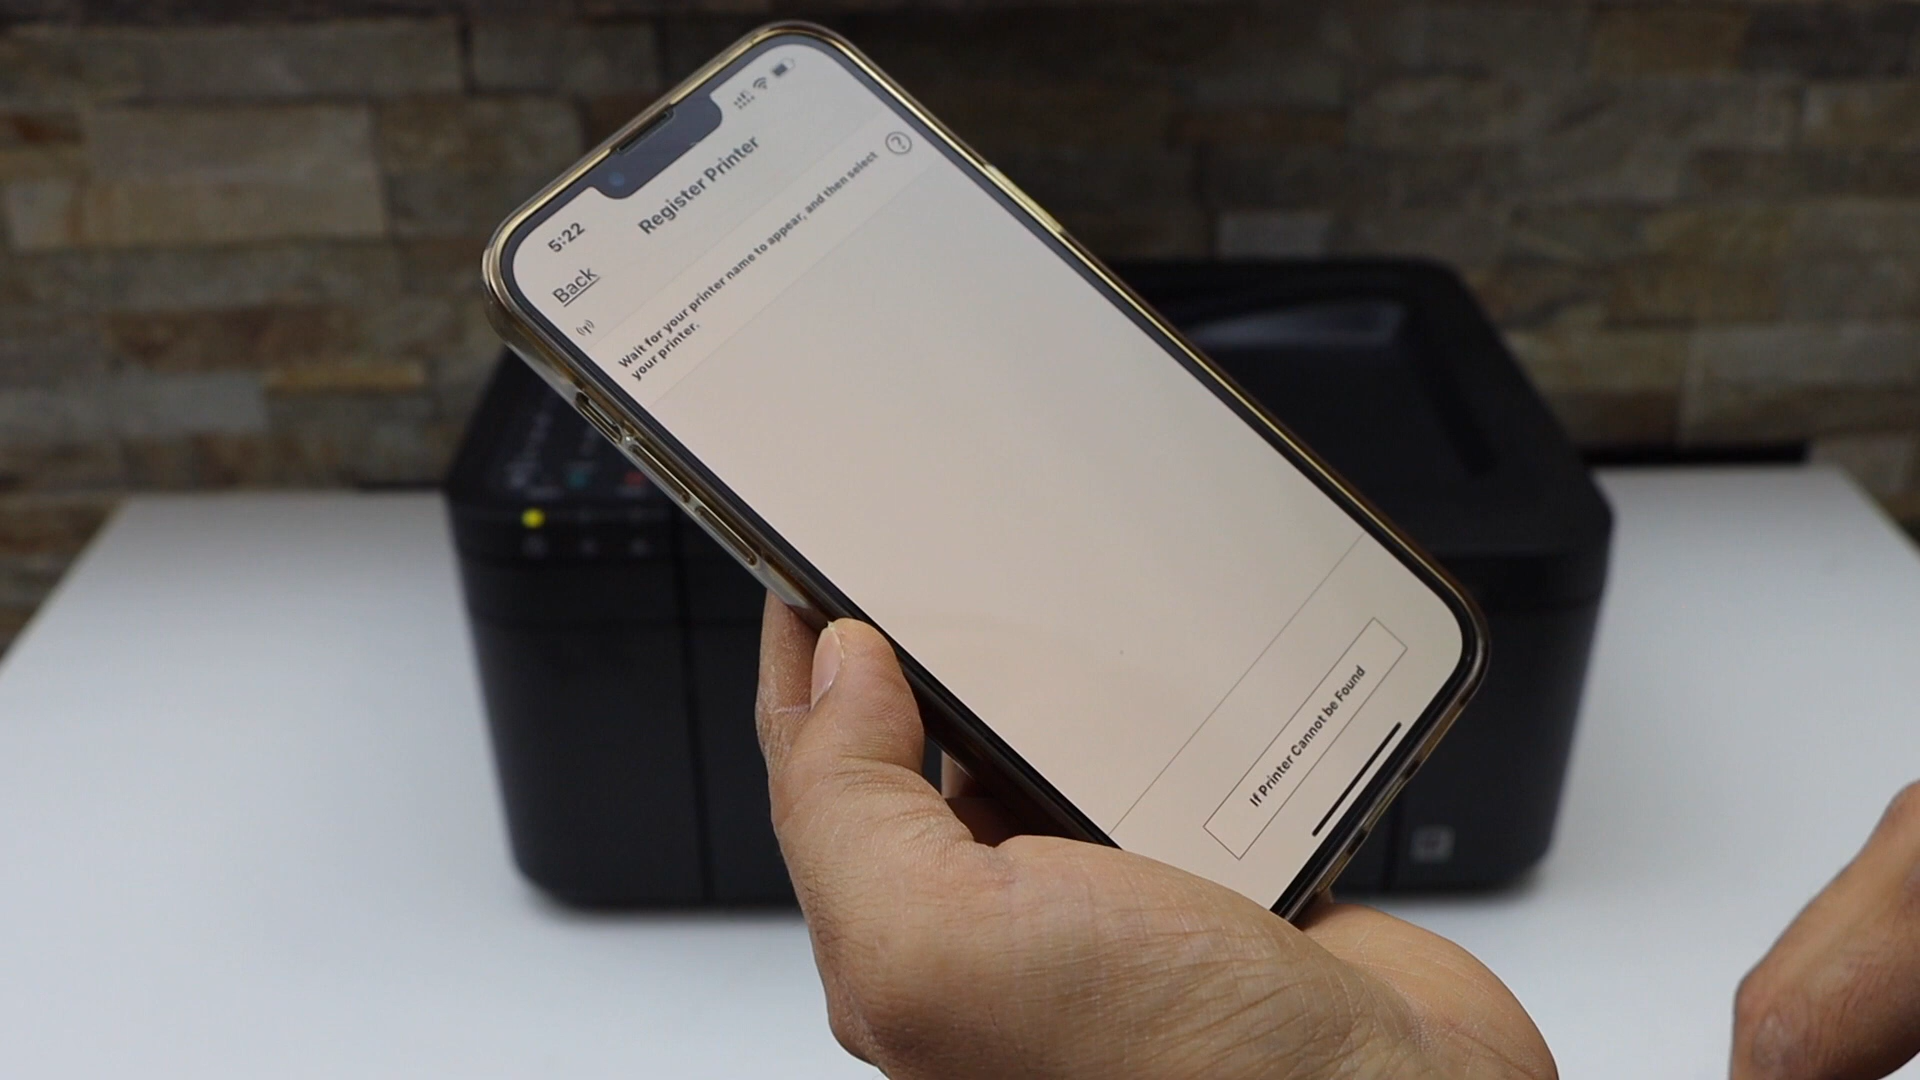 5:22
Register Printer
Back
Wait for your printer name to appear, and then select
your printer.
?
If Printer Cannot be Found